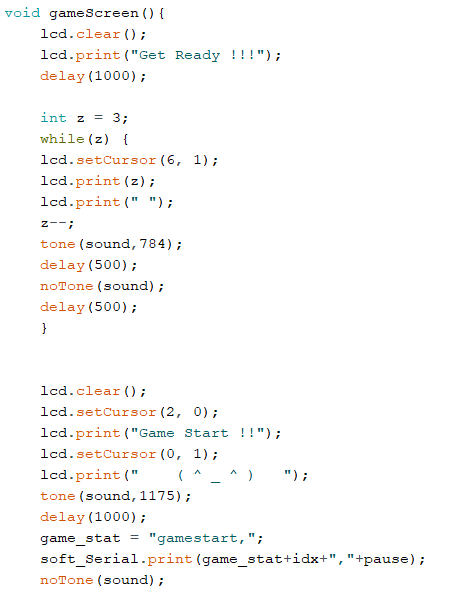 void gameScreen(){
    lcd.clear();
    lcd.print("Get Ready !!!");
    delay(1000);

    int z = 3;
    while(z) {
    lcd.setCursor(6, 1);
    lcd.print(z);
    lcd.print(" ");
    z--;
    tone(sound,784);
    delay(500);
    noTone(sound);
    delay(500);
    }


    lcd.clear();
    lcd.setCursor(2, 0);
    lcd.print("Game Start !!");
    lcd.setCursor(0, 1);
    lcd.print("    ( ^ _ ^ )   ");
    tone(sound,1175);
    delay(1000);
    game_stat = "gamestart,";
    soft_Serial.print(game_stat+idx+","+pause);
    noTone(sound);